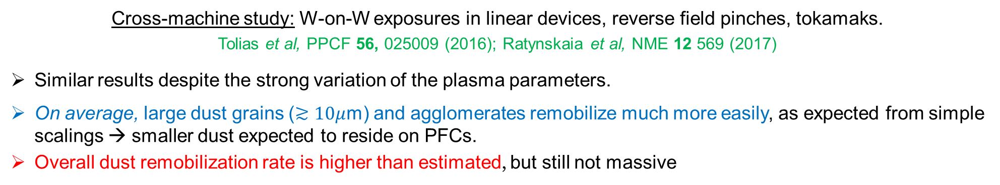 Cross-machine study: W-on-W exposures in linear devices, reverse field pinches, tokamaks.
Tolias et al, PPCF 56, 025009 (2016); Ratynskaia et al, NME 12 569 (2017)
➢ Similar results despite the strong variation of the plasma parameters.
➢ On average, large dust grains (≳ 10𝜇m) and agglomerates remobilize much more easily, as expected from simple
scalings → smaller dust expected to reside on PFCs.
➢ Overall dust remobilization rate is higher than estimated, but still not massive